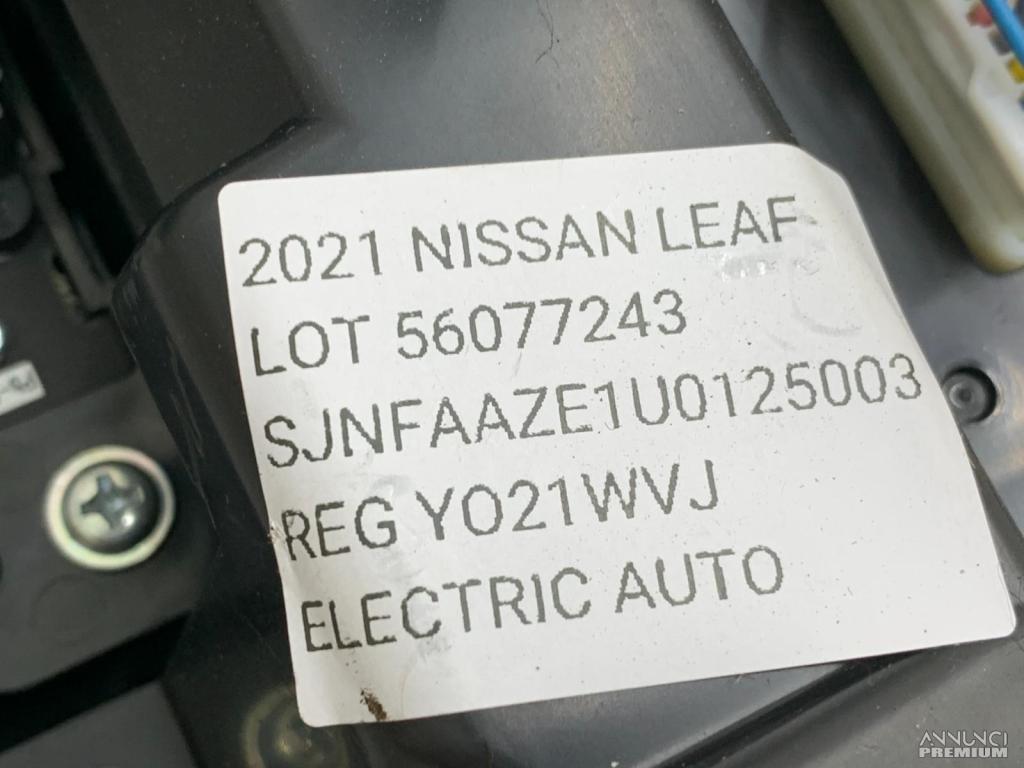 2021 NISSAN LEAF
LOT 56077243
SJNFAAZE1U0125003
REG YO21WVJ
ELECTRIC AUTO
ANNUNCI
PREMIUM